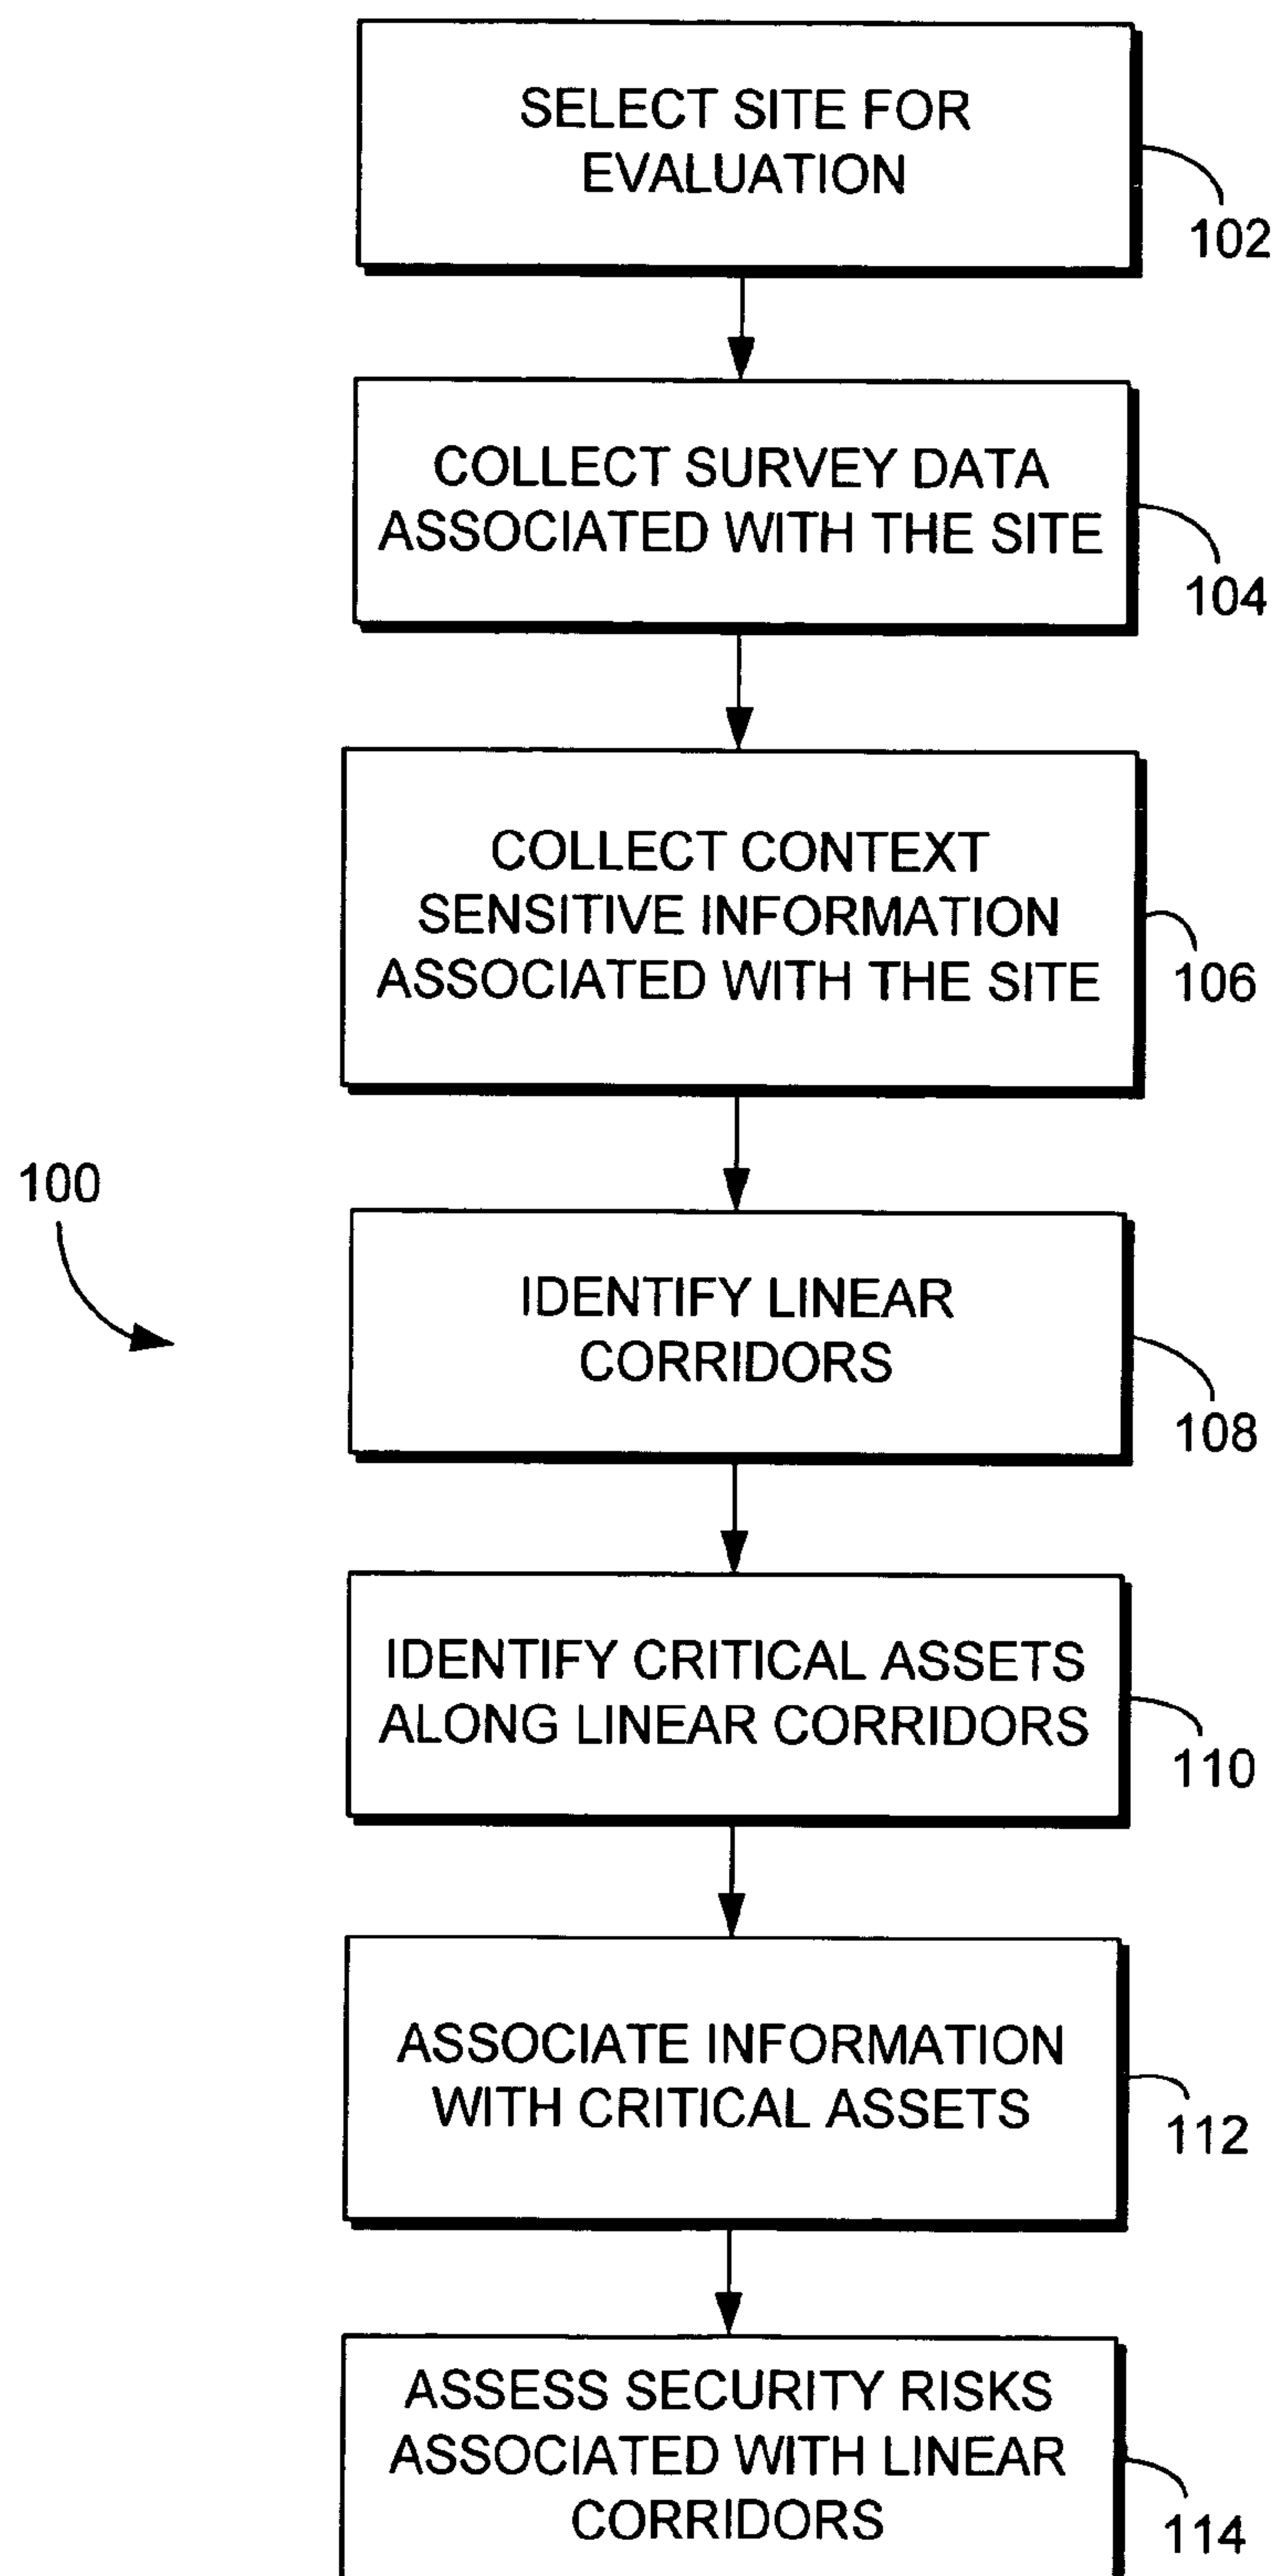 SELECT SITE FOR
EVALUATION
102
COLLECT SURVEY DATA
ASSOCIATED WITH THE SITE
104
COLLECT CONTEXT
SENSITIVE INFORMATION
ASSOCIATED WITH THE SITE
106
100
IDENTIFY LINEAR
CORRIDORS
108
IDENTIFY CRITICAL ASSETS
ALONG LINEAR CORRIDORS
110
ASSOCIATE INFORMATION
WITH CRITICAL ASSETS
112
ASSESS SECURITY RISKS
ASSOCIATED WITH LINEAR
CORRIDORS
114